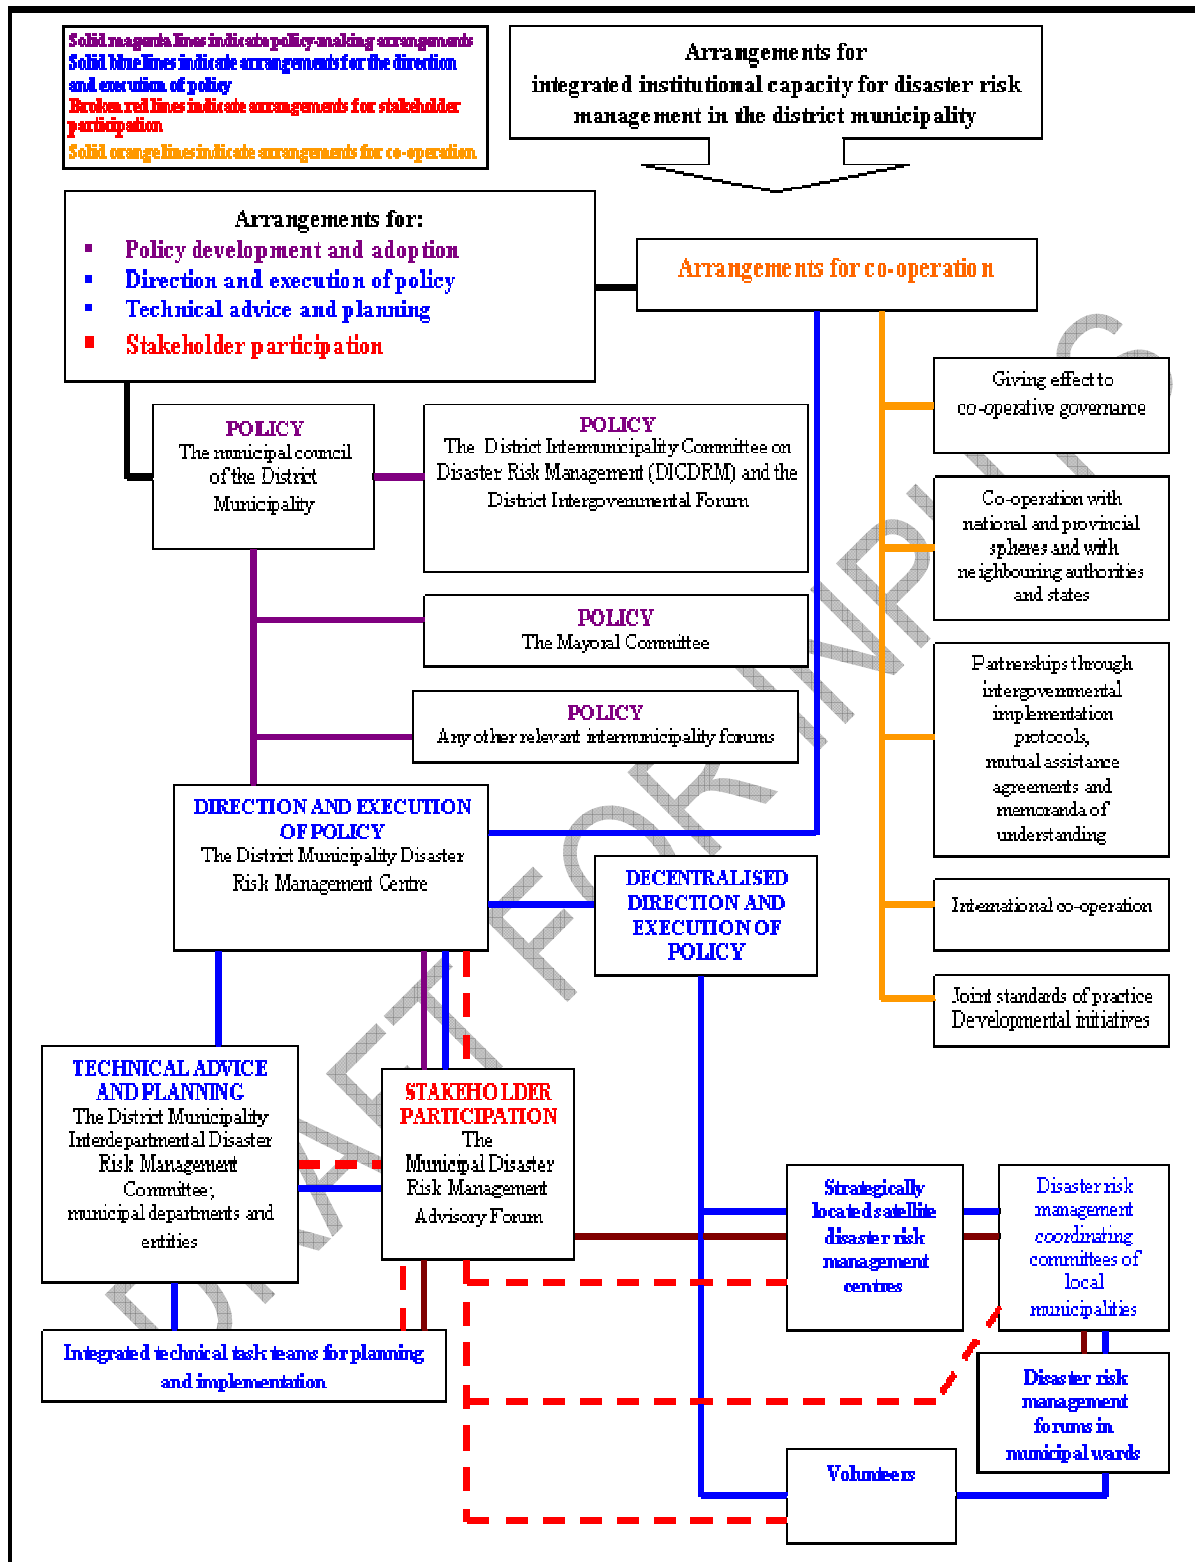 Solid magenta lines indicate policy-making arrangements
Solid blue lines indicate arrangements for the direction
and execution of policy
Broken red lines indicate arrangements for stakeholder
participation
Solid orange lines indicate arrangements for co-operation
Arrangements for
integrated institutional capacity for disaster risk
management in the district municipality
Arrangements for:
▪ Policy development and adoption
▪ Direction and execution of policy
▪ Technical advice and planning
▪ Stakeholder participation
Arrangements for co-operation
Giving effect to
co-operative governance
POLICY
The municipal council
of the District
Municipality
POLICY
The District Intermunicipality Committee on
Disaster Risk Management (DICDRM) and the
District Intergovernmental Forum
Co-operation with
national and provincial
spheres and with
neighbouring authorities
and states
POLICY
The Mayoral Committee
Partnerships through
intergovernmental
implementation
protocols,
mutual assistance
agreements and
memoranda of
understanding
POLICY
Any other relevant intermunicipality forums
DIRECTION AND EXECUTION
OF POLICY
The District Municipality Disaster
Risk Management Centre
DECENTRALISED
DIRECTION AND
EXECUTION OF
POLICY
International co-operation
Joint standards of practice
Developmental initiatives
TECHNICAL ADVICE
AND PLANNING
The District Municipality
Interdepartmental Disaster
Risk Management
Committee;
municipal departments and
entities
STAKEHOLDER
PARTICIPATION
The
Municipal Disaster
Risk Management
Advisory Forum
Strategically
located satellite
disaster risk
management
centres
Disaster risk
management
coordinating
committees of
local
municipalities
Integrated technical task teams for planning
and implementation
Disaster risk
management
forums in
municipal wards
Volunteers
DRAFT FOR INPUTS